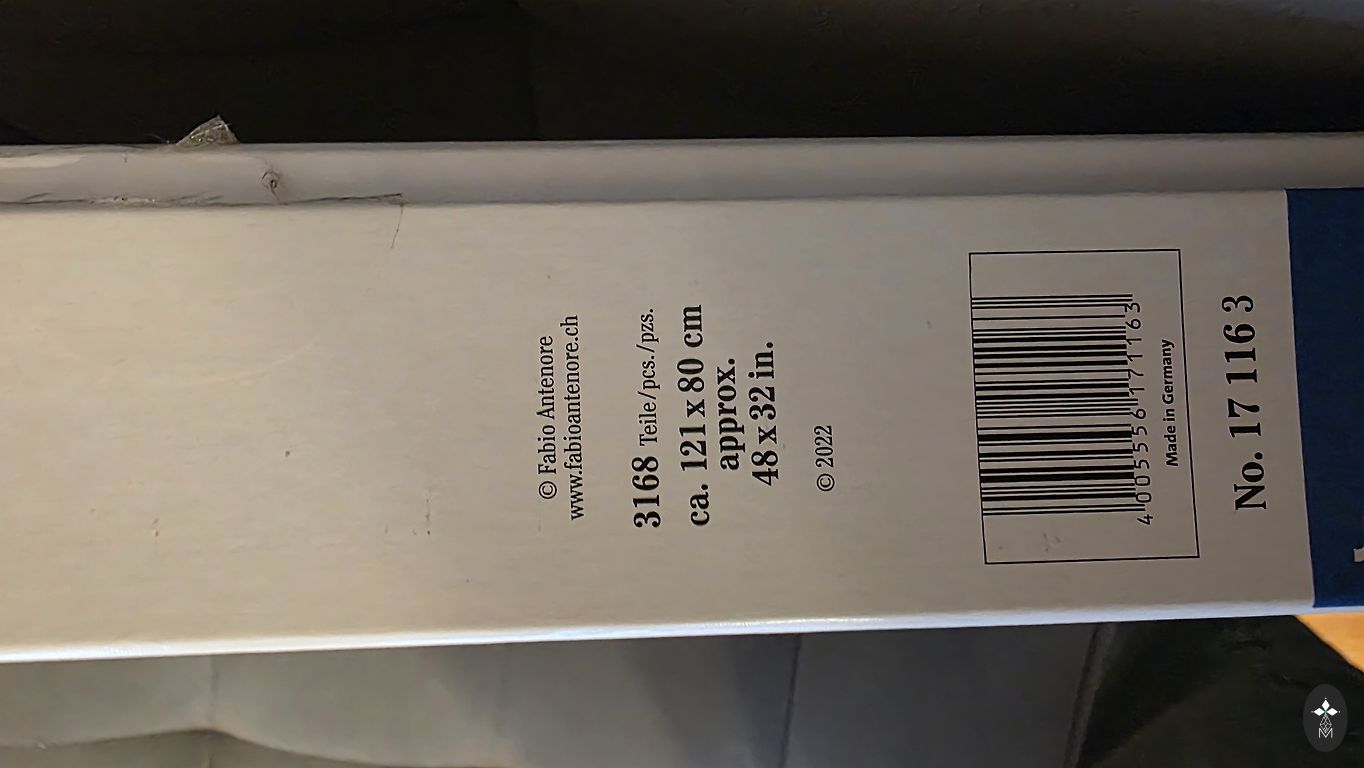 © Fabio Antenore
www.fabioantenore.ch
3168 Teile/pcs./pzs.
ca. 121 x 80 cm
approx.
48 x 32 in.
© 2022
4 005556 171163
Made in Germany
No. 17 116 3